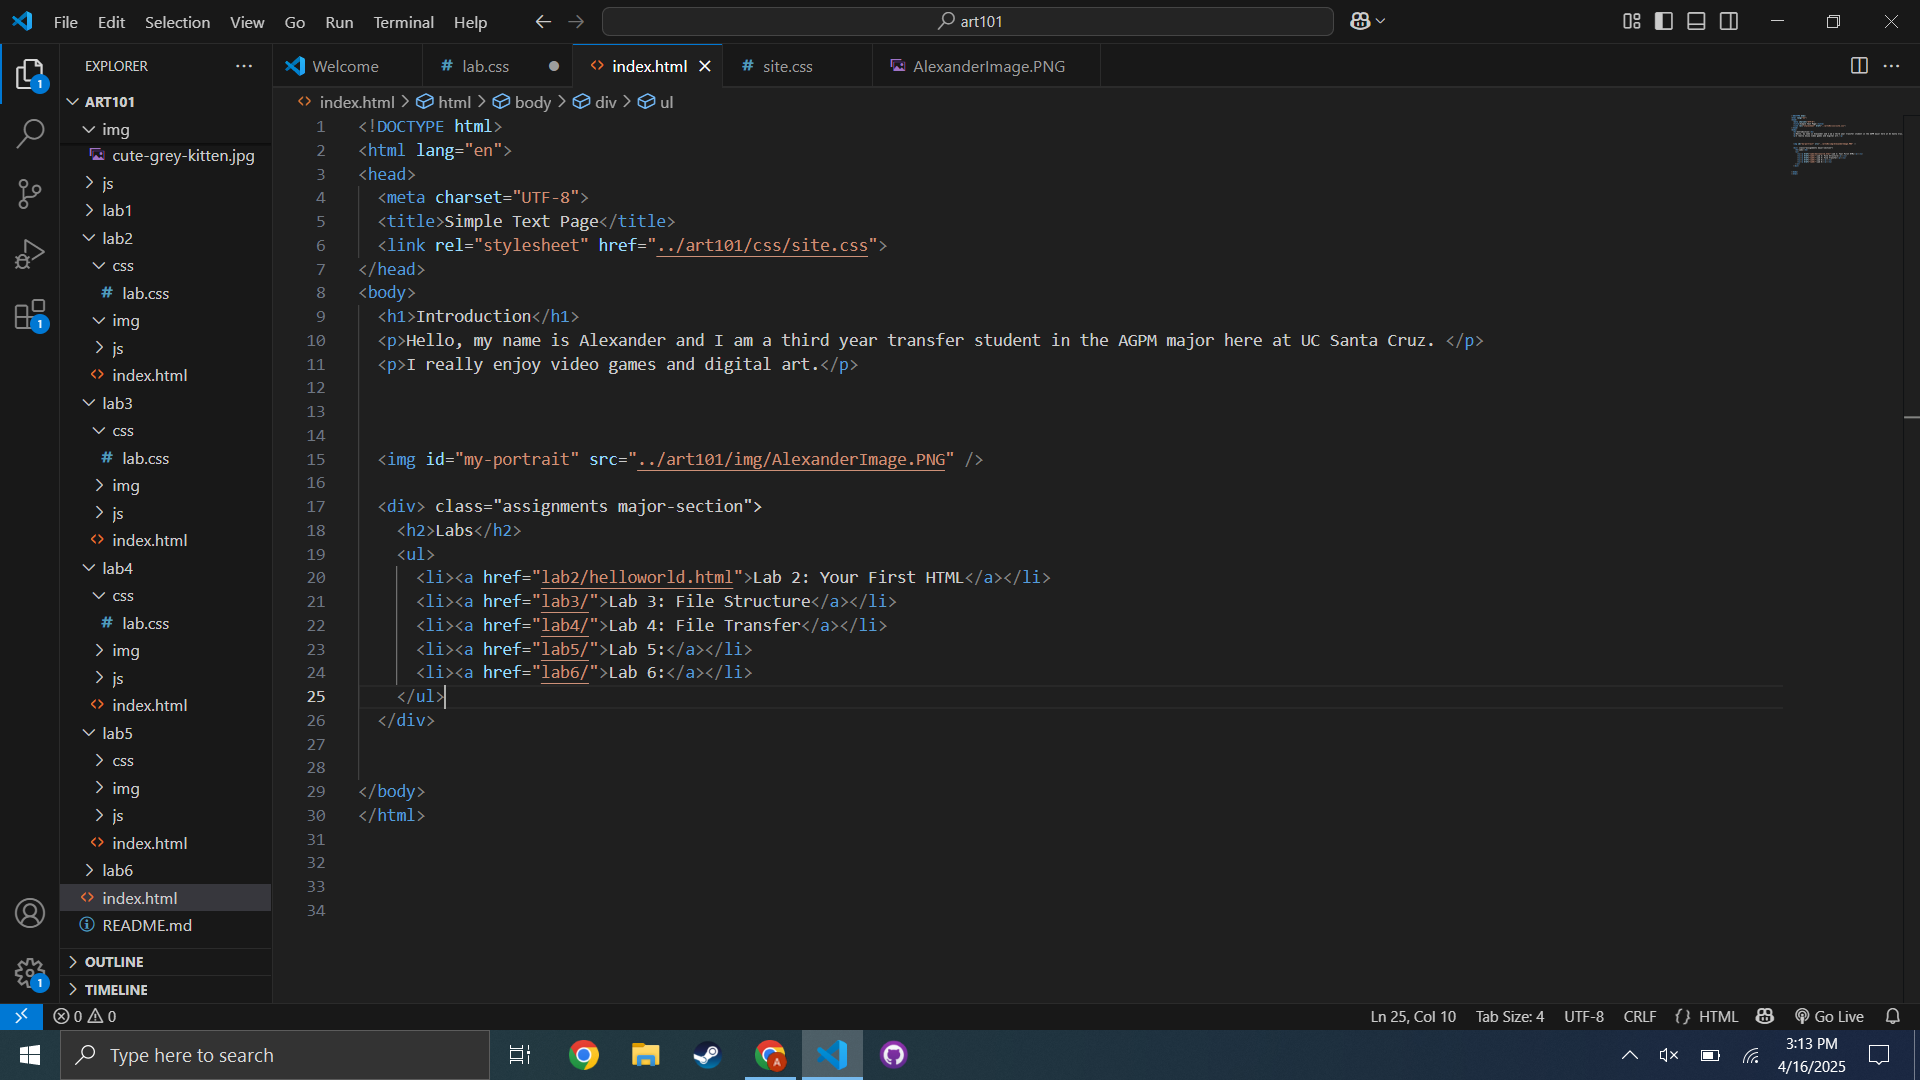 File Edit Selection View Go Run Terminal Help
art101
EXPLORER
Welcome
lab.css
index.html
site.css
AlexanderImage.PNG
ART101
img
cute-grey-kitten.jpg
js
lab1
lab2
css
lab.css
img
js
index.html
lab3
css
lab.css
img
js
index.html
lab4
css
lab.css
img
js
index.html
lab5
css
img
js
index.html
lab6
index.html
README.md
OUTLINE
TIMELINE
index.html > html > body > div > ul
1 <!DOCTYPE html>
2 <html lang="en">
3 <head>
4 <meta charset="UTF-8">
5 <title>Simple Text Page</title>
6 <link rel="stylesheet" href="../art101/css/site.css">
7 </head>
8 <body>
9 <h1>Introduction</h1>
10 <p>Hello, my name is Alexander and I am a third year transfer student in the AGPM major here at UC Santa Cruz. </p>
11 <p>I really enjoy video games and digital art.</p>
12
13
14
15 <img id="my-portrait" src="../art101/img/AlexanderImage.PNG" />
16
17 <div> class="assignments major-section">
18 <h2>Labs</h2>
19 <ul>
20 <li><a href="lab2/helloworld.html">Lab 2: Your First HTML</a></li>
21 <li><a href="lab3/">Lab 3: File Structure</a></li>
22 <li><a href="lab4/">Lab 4: File Transfer</a></li>
23 <li><a href="lab5/">Lab 5:</a></li>
24 <li><a href="lab6/">Lab 6:</a></li>
25 </ul>
26 </div>
27
28
29 </body>
30 </html>
31
32
33
34
1
1
1
0 0
Ln 25, Col 10 Tab Size: 4 UTF-8 CRLF {} HTML Go Live
Type here to search
A
3:13 PM
4/16/2025